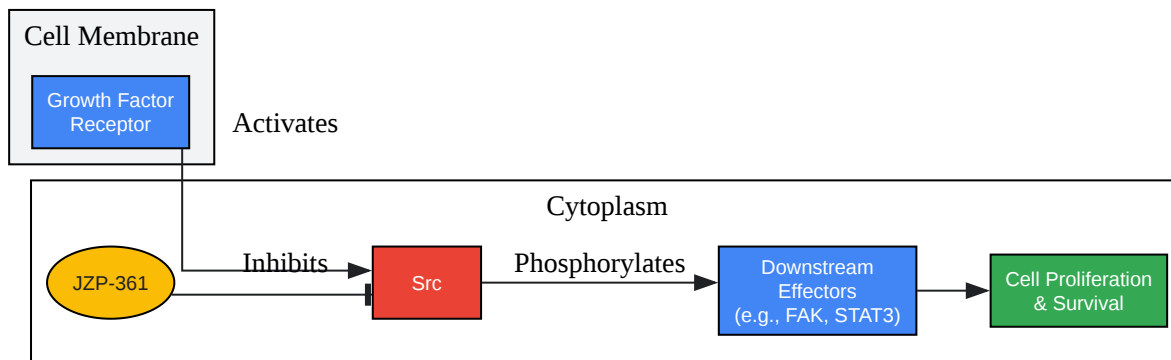 Cell Membrane
Growth Factor
Receptor
Activates
Cytoplasm
JZP-361
Inhibits
Src
Phosphorylates
Downstream
Effectors
(e.g., FAK, STAT3)
Cell Proliferation
& Survival